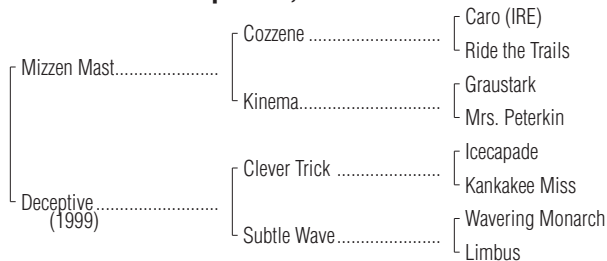 Caro (IRE)
Cozzene
Ride the Trails
Mizzen Mast
Graustark
Kinema
Mrs. Peterkin
Icecapade
Clever Trick
Kankakee Miss
Deceptive
(1999)
Wavering Monarch
Subtle Wave
Limbus